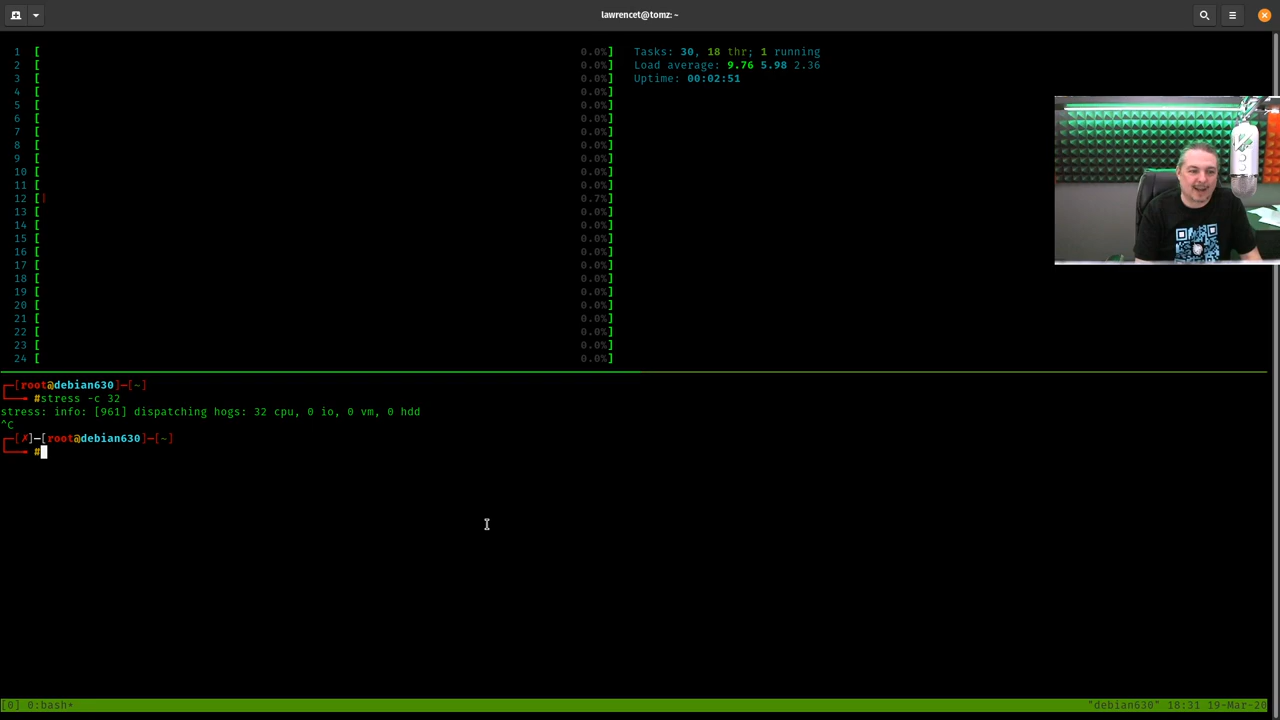 lawrencet@tomz: ~
1 [ 0.0%] Tasks: 30, 18 thr; 1 running
2 [ 0.0%] Load average: 9.76 5.98 2.36
3 [ 0.0%] Uptime: 00:02:51
4 [ 0.0%]
5 [ 0.0%]
6 [ 0.0%]
7 [ 0.0%]
8 [ 0.0%]
9 [ 0.0%]
10 [ 0.0%]
11 [ 0.0%]
12 [| 0.7%]
13 [ 0.0%]
14 [ 0.0%]
15 [ 0.0%]
16 [ 0.0%]
17 [ 0.0%]
18 [ 0.0%]
19 [ 0.0%]
20 [ 0.0%]
21 [ 0.0%]
22 [ 0.0%]
23 [ 0.0%]
24 [ 0.0%]
┌─[root@debian630]─[~]
└──╼ #stress -c 32
stress: info: [961] dispatching hogs: 32 cpu, 0 io, 0 vm, 0 hdd
^C
┌─[✗]─[root@debian630]─[~]
└──╼ #
[0] 0:bash* "debian630" 18:31 19-Mar-20